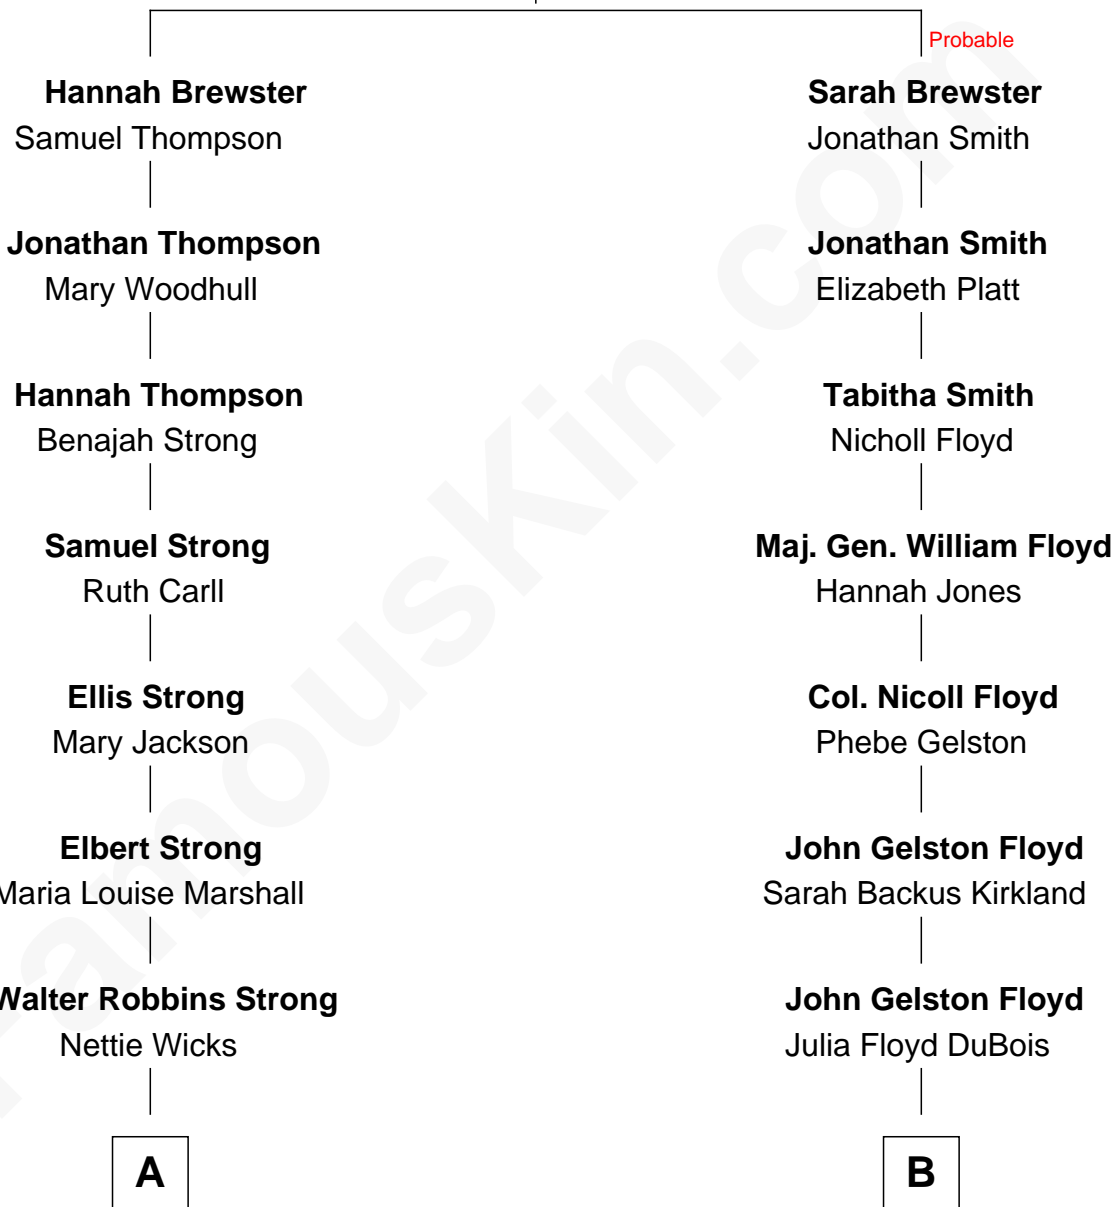 Probable
Hannah Brewster
Samuel Thompson
Sarah Brewster
Jonathan Smith
Jonathan Thompson
Mary Woodhull
Jonathan Smith
Elizabeth Platt
Hannah Thompson
Benajah Strong
Tabitha Smith
Nicholl Floyd
Samuel Strong
Ruth Carll
Maj. Gen. William Floyd
Hannah Jones
Ellis Strong
Mary Jackson
Col. Nicoll Floyd
Phebe Gelston
Elbert Strong
Maria Louise Marshall
John Gelston Floyd
Sarah Backus Kirkland
Walter Robbins Strong
Nettie Wicks
John Gelston Floyd
Julia Floyd DuBois
A
B
FamousKin.com